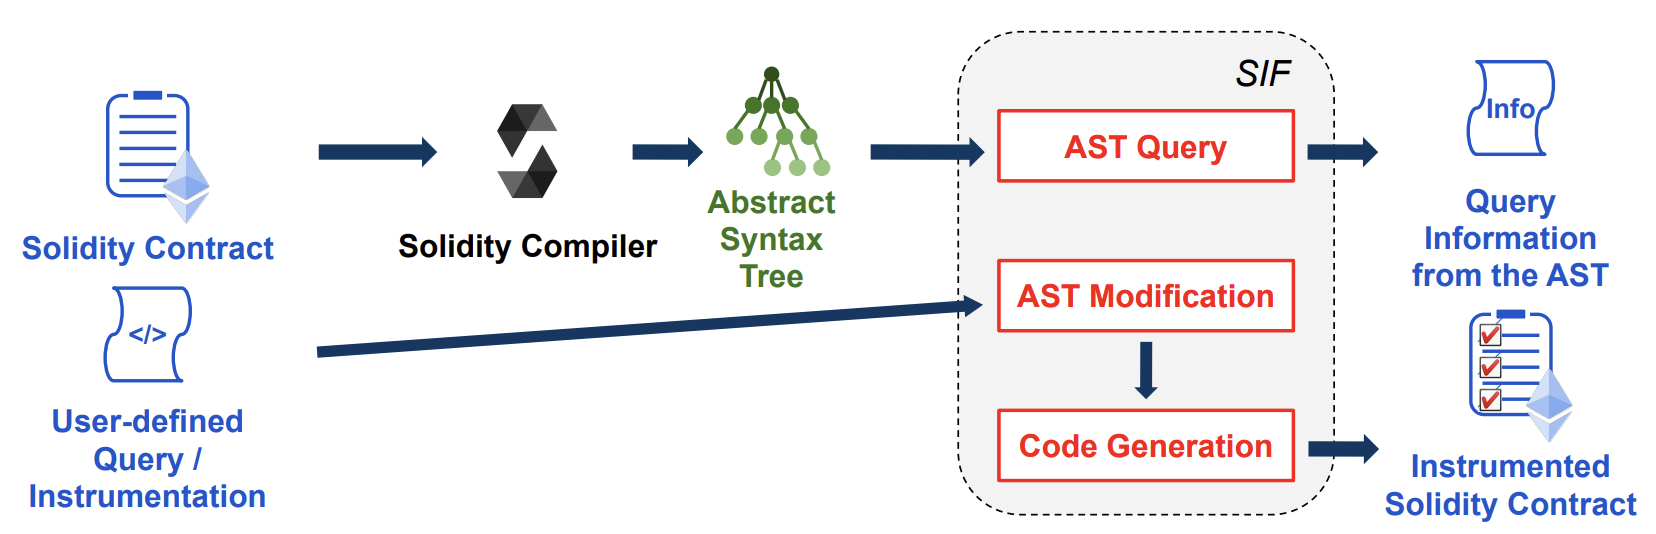 Solidity Contract
Solidity Compiler
Abstract
Syntax
Tree
SIF
AST Query
AST Modification
Code Generation
Info
Query
Information
from the AST
</>
User-defined
Query /
Instrumentation
Instrumented
Solidity Contract